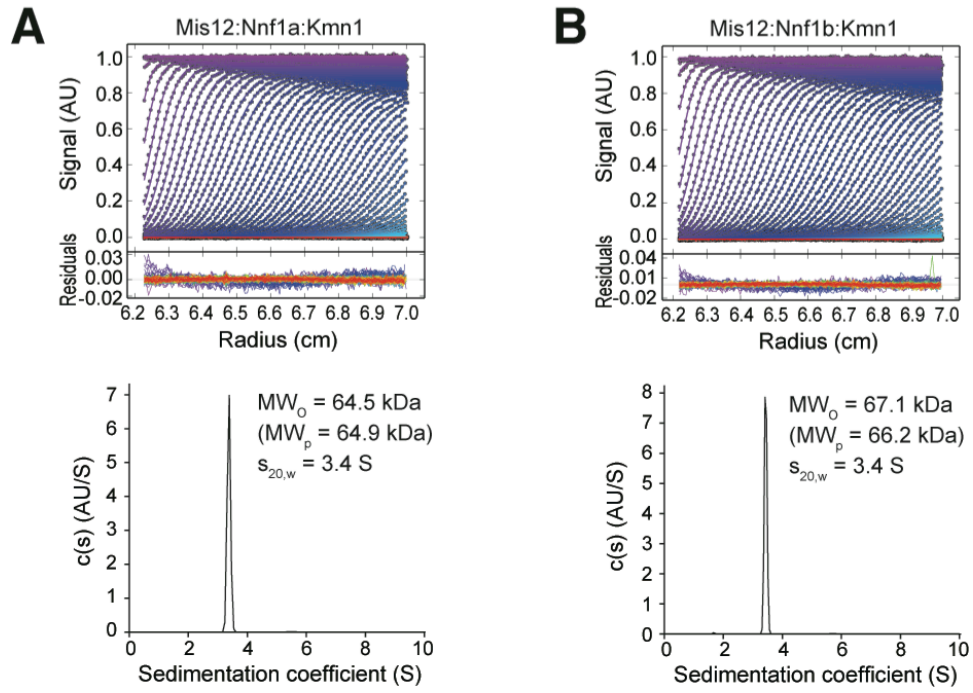 A
Mis12:Nnf1a:Kmn1
Signal (AU)
1.0
0.8
0.6
0.4
0.2
0.0
Residuals
0.03
0.00
-0.02
6.2 6.3 6.4 6.5 6.6 6.7 6.8 6.9 7.0
Radius (cm)
c(s) (AU/S)
7
6
5
4
3
2
1
0
MWO = 64.5 kDa
(MWp = 64.9 kDa)
s20,w = 3.4 S
0 2 4 6 8 10
Sedimentation coefficient (S)
B
Mis12:Nnf1b:Kmn1
Signal (AU)
1.0
0.8
0.6
0.4
0.2
0.0
Residuals
0.04
0.01
-0.02
6.2 6.3 6.4 6.5 6.6 6.7 6.8 6.9 7.0
Radius (cm)
c(s) (AU/S)
8
7
6
5
4
3
2
1
0
MWO = 67.1 kDa
(MWp = 66.2 kDa)
s20,w = 3.4 S
0 2 4 6 8 10
Sedimentation coefficient (S)